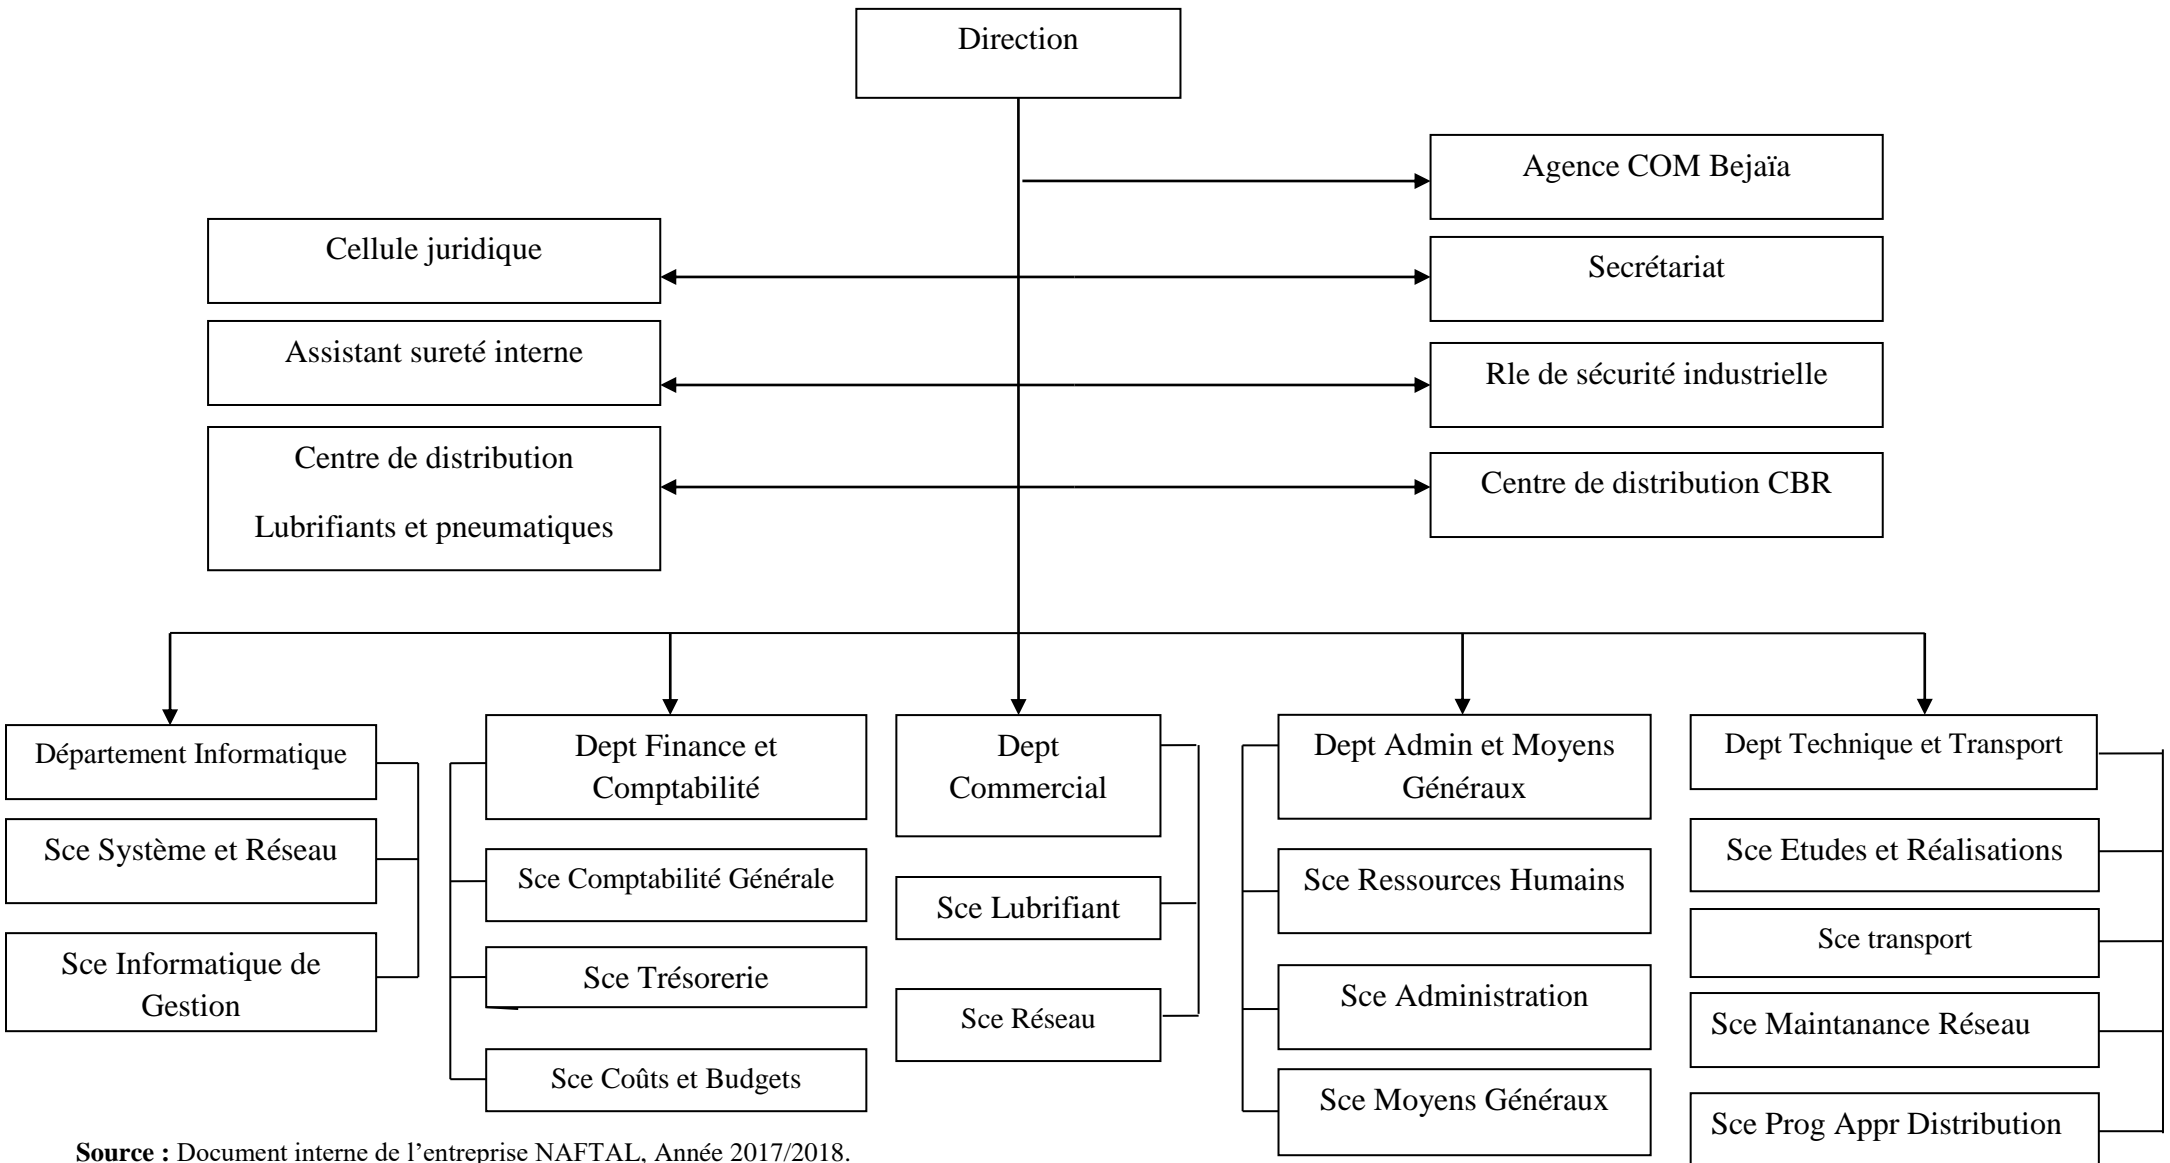 Direction
Agence COM Bejaïa
Cellule juridique
Secrétariat
Assistant sureté interne
Rle de sécurité industrielle
Centre de distribution
Lubrifiants et pneumatiques
Centre de distribution CBR
Département Informatique
Sce Système et Réseau
Sce Informatique de
Gestion
Dept Finance et
Comptabilité
Sce Comptabilité Générale
Sce Trésorerie
Sce Coûts et Budgets
Dept
Commercial
Sce Lubrifiant
Sce Réseau
Dept Admin et Moyens
Généraux
Sce Ressources Humains
Sce Administration
Sce Moyens Généraux
Dept Technique et Transport
Sce Etudes et Réalisations
Sce transport
Sce Maintanance Réseau
Sce Prog Appr Distribution
Source : Document interne de l’entreprise NAFTAL, Année 2017/2018.